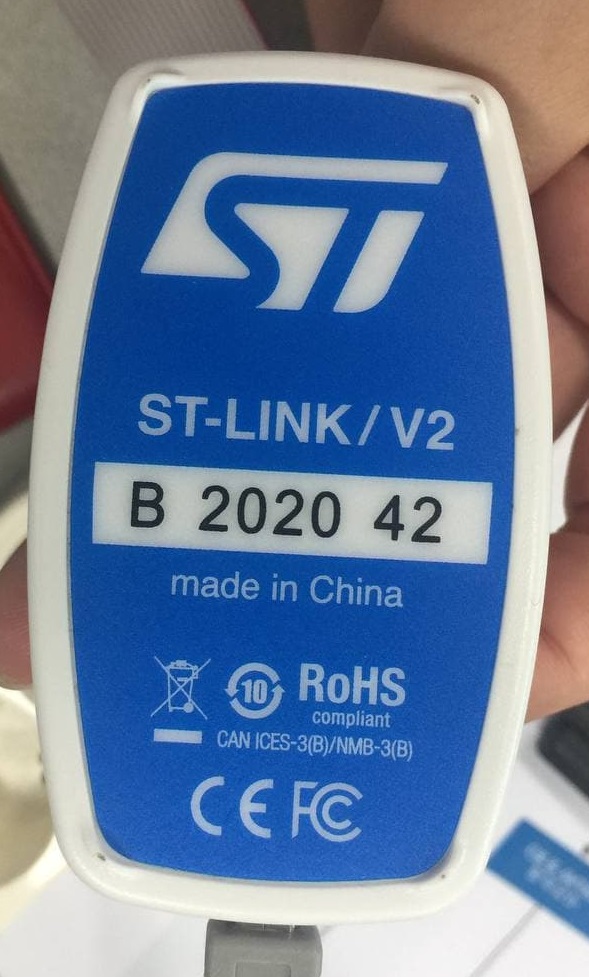 ST
ST-LINK/V2
B 2020 42
made in China
10 RoHS
compliant
CAN ICES-3(B)/NMB-3(B)
CE FC